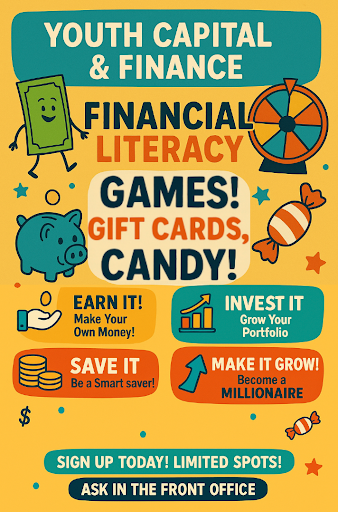 YOUTH CAPITAL
& FINANCE
FINANCIAL
LITERACY
GAMES!
GIFT CARDS,
CANDY!
EARN IT!
Make Your
Own Money!
INVEST IT
Grow Your
Portfolio
SAVE IT
Be a Smart saver!
MAKE IT GROW!
Become a
MILLIONAIRE
$
SIGN UP TODAY! LIMITED SPOTS!
ASK IN THE FRONT OFFICE